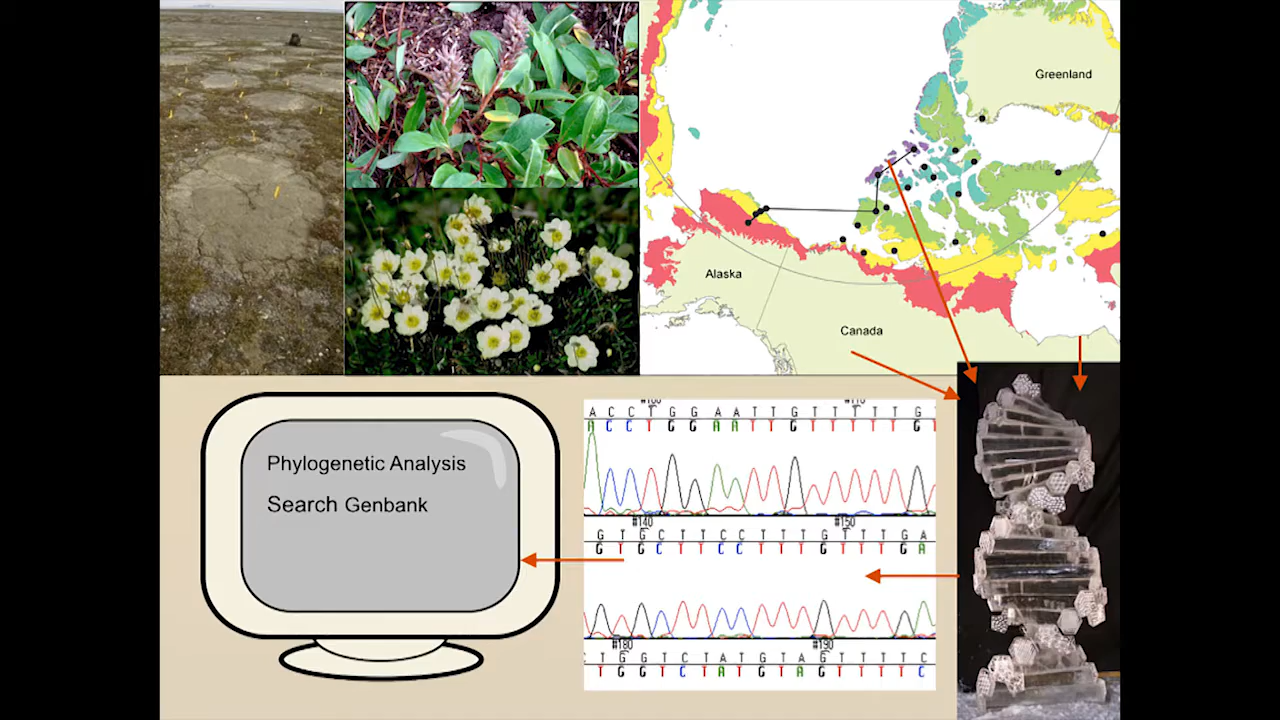 Greenland
Alaska
Canada
Phylogenetic Analysis
Search Genbank
A C C T G G A A T T G T T T T T G
A C C T G G A A T T G T T T T T G
#140 #150
G T G C T T C C T T T G T T T G A
G T G C T T C C T T T G T T T G A
#180 #190
C T G G T C T A T G T A G T T T T C
T G G T C T A T G T A G T T T T C